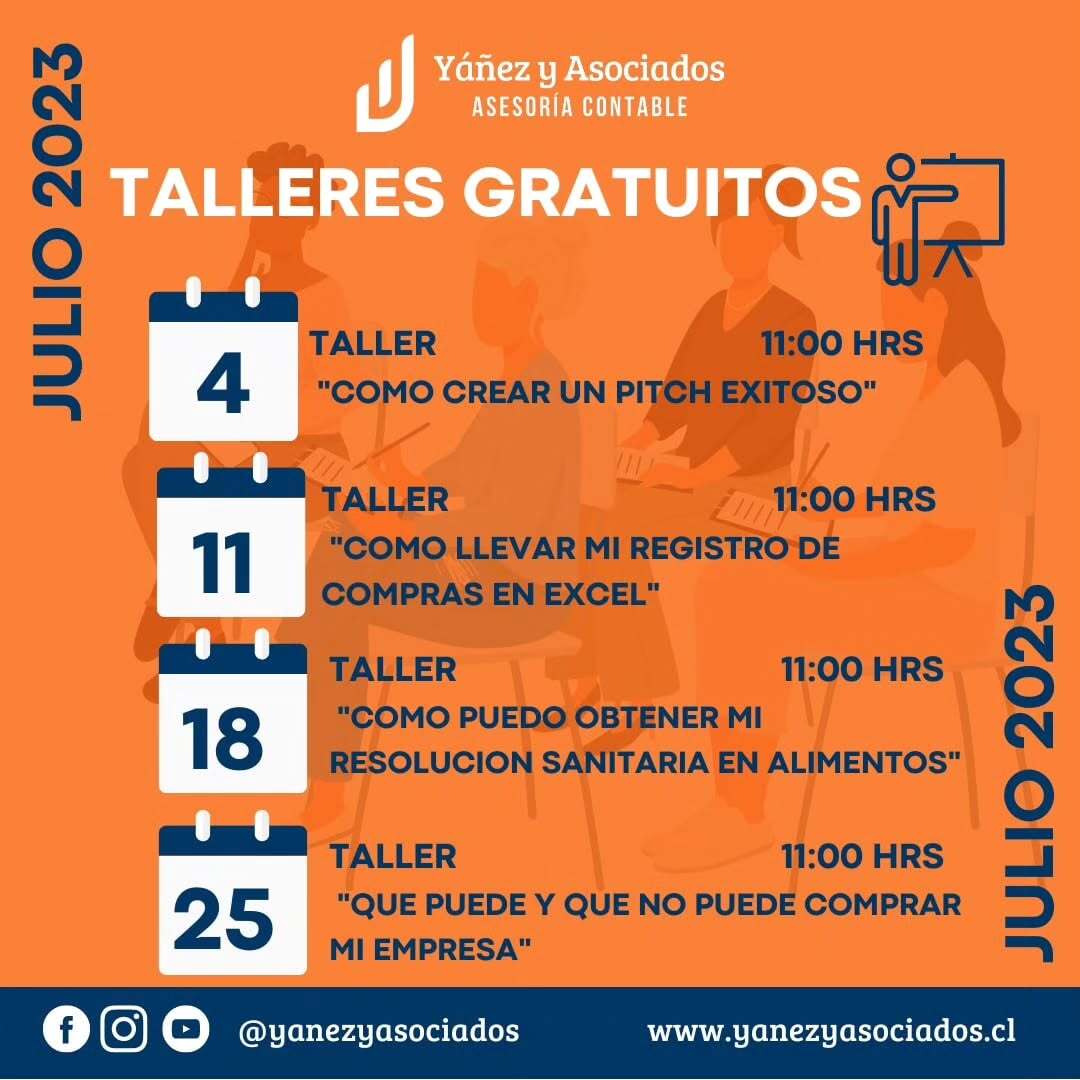 JULIO 2023
Yáñez y Asociados
ASESORÍA CONTABLE
TALLERES GRATUITOS
4
TALLER 11:00 HRS
"COMO CREAR UN PITCH EXITOSO"
11
TALLER 11:00 HRS
"COMO LLEVAR MI REGISTRO DE
COMPRAS EN EXCEL"
18
TALLER 11:00 HRS
"COMO PUEDO OBTENER MI
RESOLUCION SANITARIA EN ALIMENTOS"
25
TALLER 11:00 HRS
"QUE PUEDE Y QUE NO PUEDE COMPRAR
MI EMPRESA"
JULIO 2023
@yanezyasociados www.yanezyasociados.cl